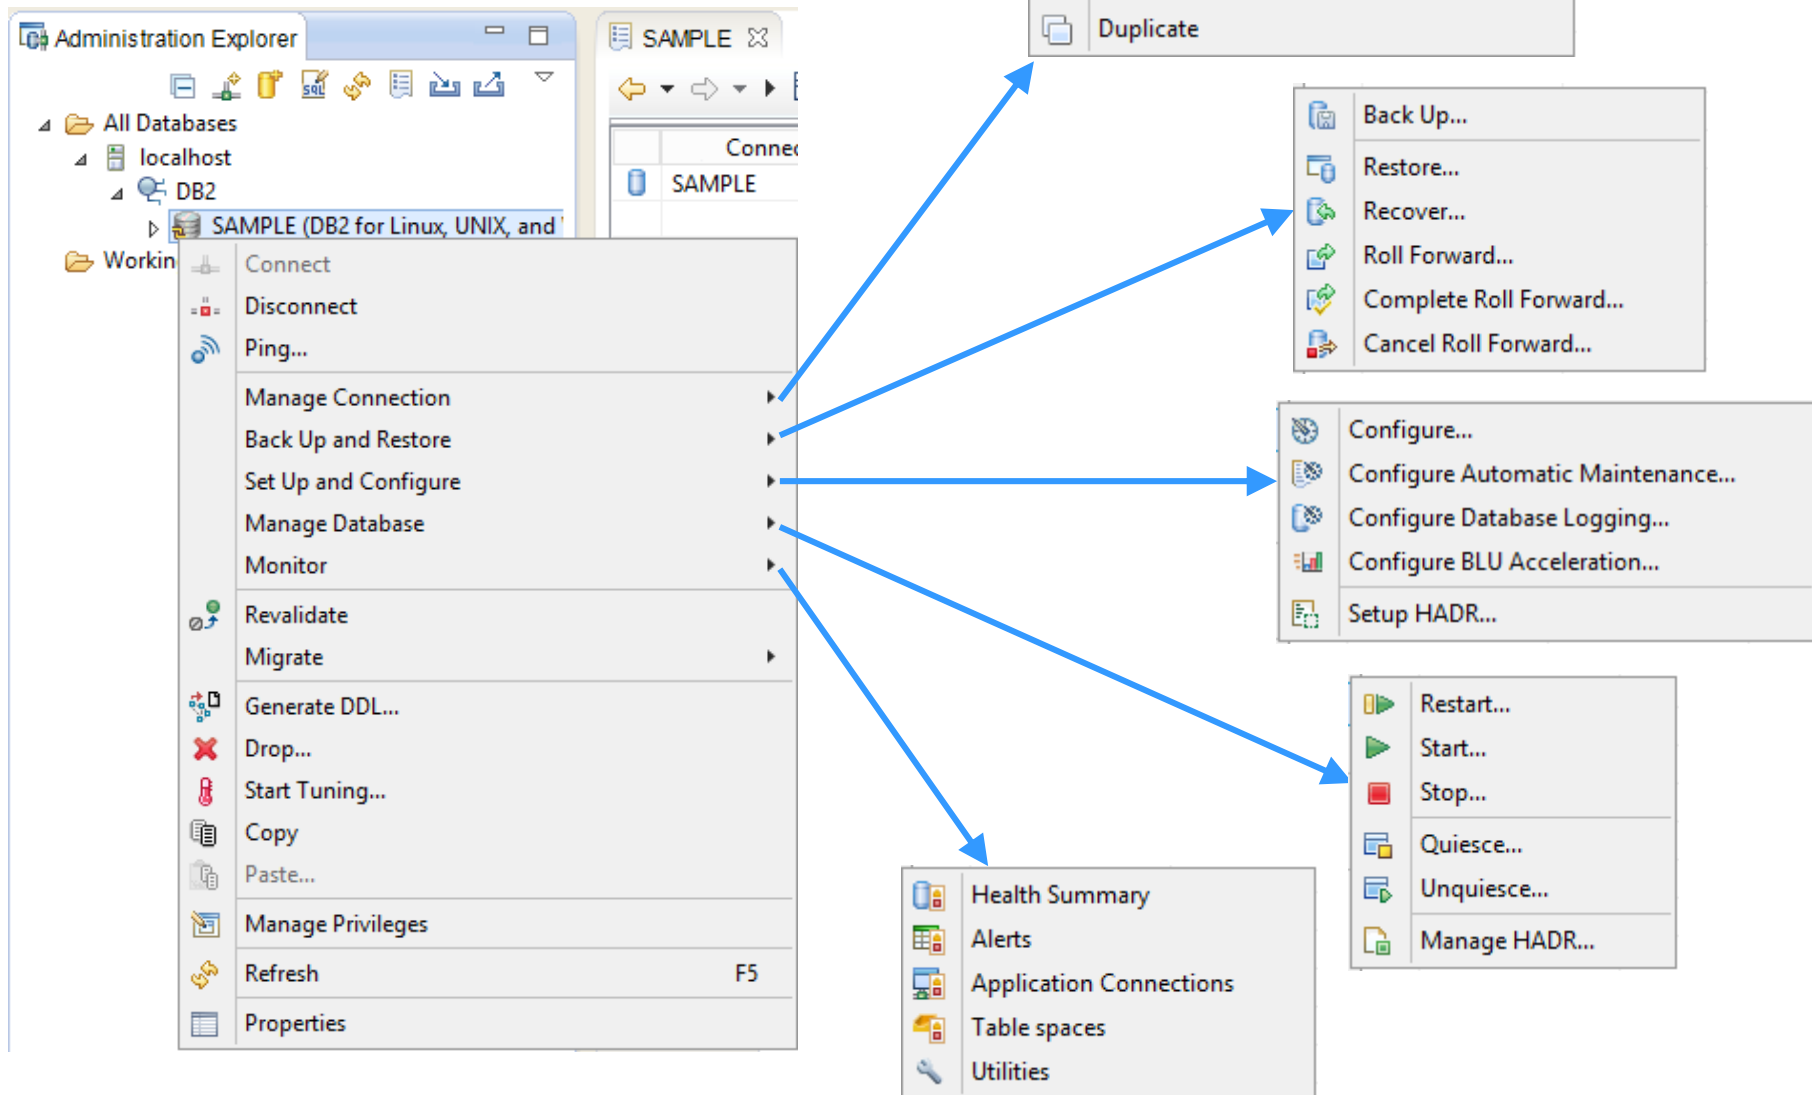 Administration Explorer
All Databases
localhost
DB2
SAMPLE (DB2 for Linux, UNIX, and
Workin
Connect
Disconnect
Ping...
Manage Connection
Back Up and Restore
Set Up and Configure
Manage Database
Monitor
Revalidate
Migrate
Generate DDL...
Drop...
Start Tuning...
Copy
Paste...
Manage Privileges
Refresh F5
Properties
SAMPLE
Connec
SAMPLE
Duplicate
Back Up...
Restore...
Recover...
Roll Forward...
Complete Roll Forward...
Cancel Roll Forward...
Configure...
Configure Automatic Maintenance...
Configure Database Logging...
Configure BLU Acceleration...
Setup HADR...
Restart...
Start...
Stop...
Quiesce...
Unquiesce...
Manage HADR...
Health Summary
Alerts
Application Connections
Table spaces
Utilities